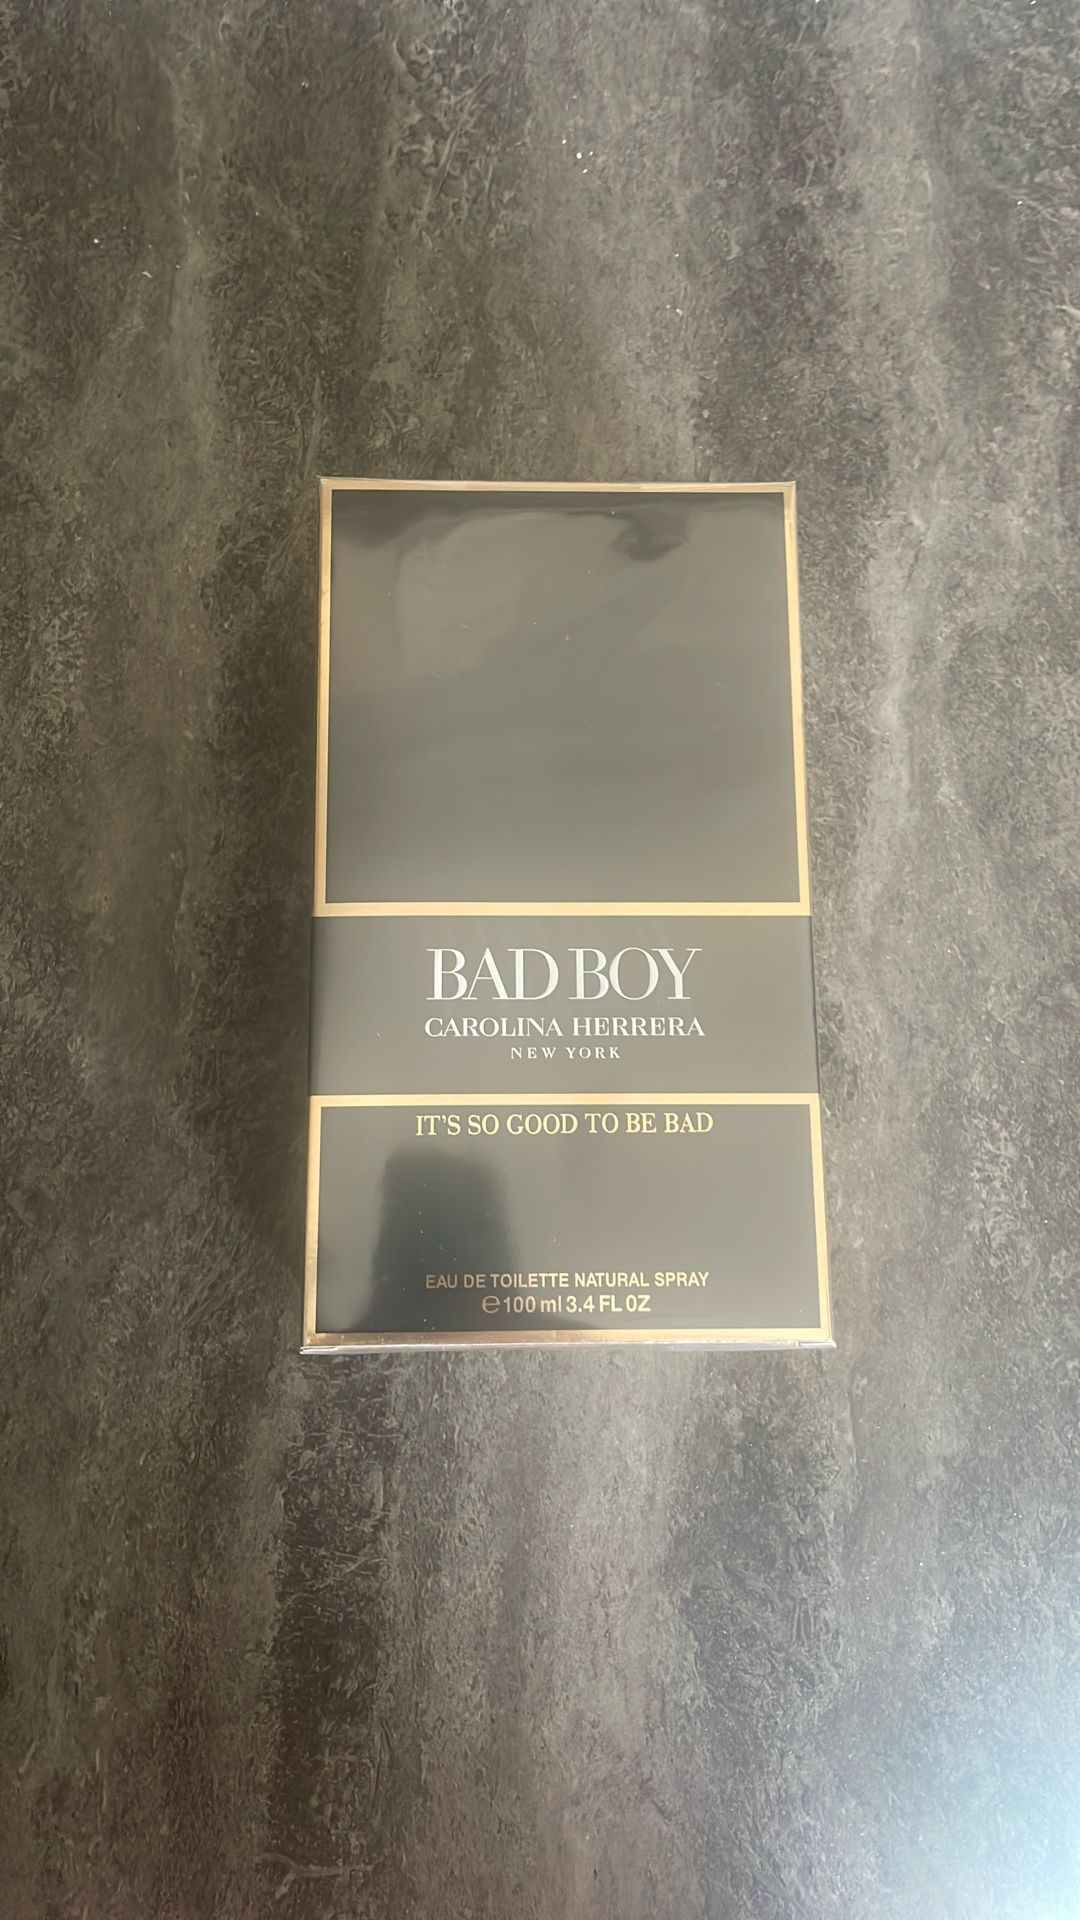 BAD BOY
CAROLINA HERRERA
NEW YORK
IT'S SO GOOD TO BE BAD
EAU DE TOILETTE NATURAL SPRAY
℮100 ml 3.4 FL OZ